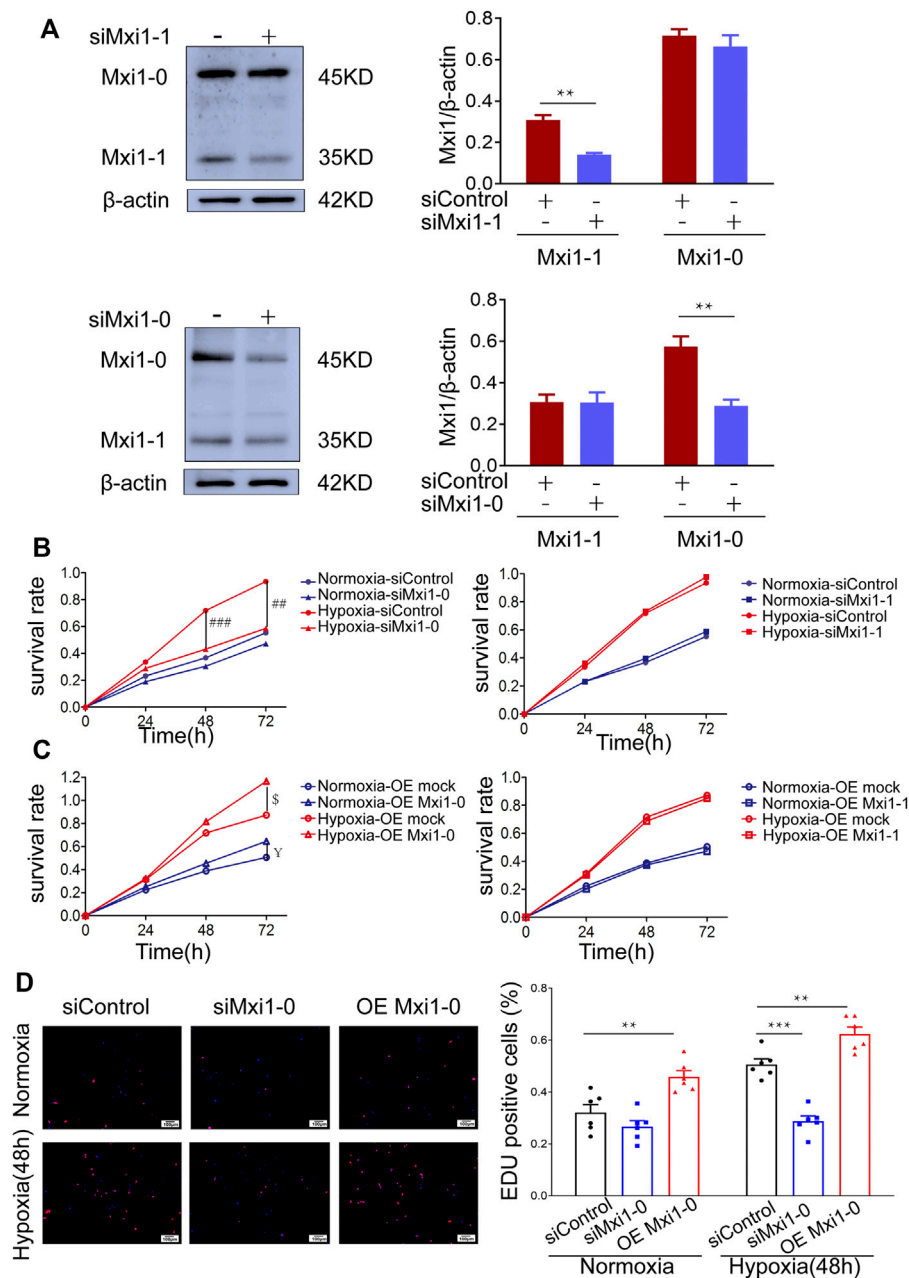 A
siMxi1-1 - +
Mxi1-0 45KD
Mxi1-1 35KD
β-actin 42KD
Mxi1/β-actin
0.8
0.6
0.4
0.2
0.0
**
siControl + - + -
siMxi1-1 - + - +
Mxi1-1 Mxi1-0
siMxi1-0 - +
Mxi1-0 45KD
Mxi1-1 35KD
β-actin 42KD
Mxi1/β-actin
0.8
0.6
0.4
0.2
0.0
**
siControl + - + -
siMxi1-0 - + - +
Mxi1-1 Mxi1-0
B
survival rate
1.0
0.8
0.6
0.4
0.2
0.0
0 24 48 72
Time(h)
###
##
Normoxia-siControl
Normoxia-siMxi1-0
Hypoxia-siControl
Hypoxia-siMxi1-0
survival rate
1.0
0.8
0.6
0.4
0.2
0.0
0 24 48 72
Time(h)
Normoxia-siControl
Normoxia-siMxi1-1
Hypoxia-siControl
Hypoxia-siMxi1-1
C
survival rate
1.2
1.0
0.8
0.6
0.4
0.2
0.0
0 24 48 72
Time(h)
$
Y
Normoxia-OE mock
Normoxia-OE Mxi1-0
Hypoxia-OE mock
Hypoxia-OE Mxi1-0
survival rate
1.0
0.8
0.6
0.4
0.2
0.0
0 24 48 72
Time(h)
Normoxia-OE mock
Normoxia-OE Mxi1-1
Hypoxia-OE mock
Hypoxia-OE Mxi1-1
D
siControl siMxi1-0 OE Mxi1-0
Normoxia
100μm 100μm 100μm
Hypoxia(48h)
100μm 100μm 100μm
EDU positive cells (%)
0.8
0.6
0.4
0.2
0.0
**
***
**
siControl siMxi1-0 OE Mxi1-0 siControl siMxi1-0 OE Mxi1-0
Normoxia Hypoxia(48h)